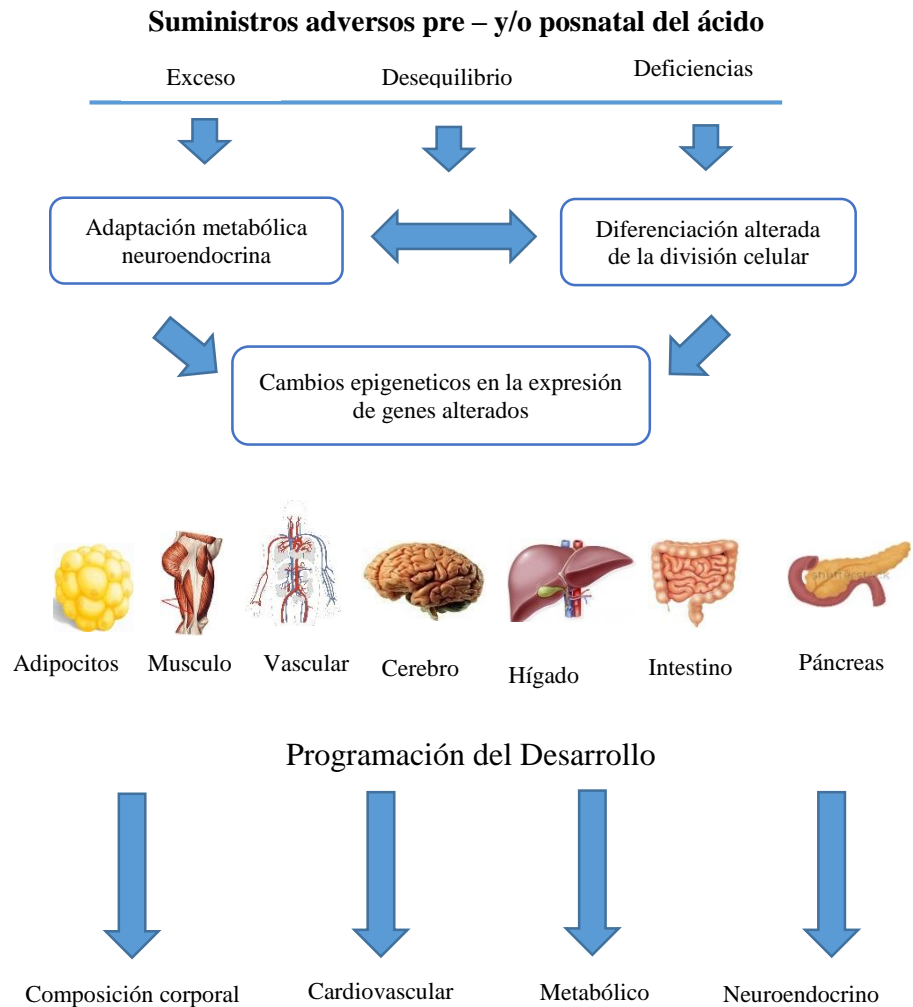 Suministros adversos pre – y/o posnatal del ácido
Exceso
Desequilibrio
Deficiencias
Adaptación metabólica
neuroendocrina
Diferenciación alterada
de la división celular
Cambios epigeneticos en la expresión
de genes alterados
shutterstock
Adipocitos
Musculo
Vascular
Cerebro
Hígado
Intestino
Páncreas
Programación del Desarrollo
Composición corporal
Cardiovascular
Metabólico
Neuroendocrino